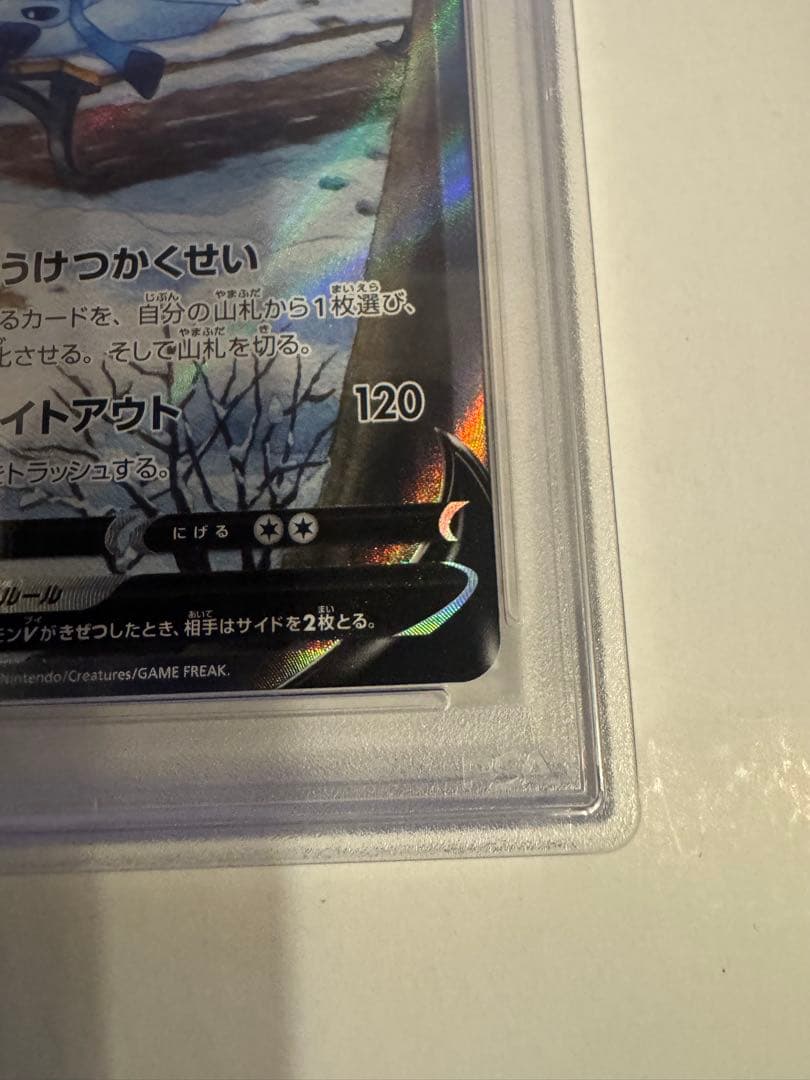 うけつかくせい
るカードを、自分の山札から1枚選び、
化させる。そして山札を切る。
イトアウト 120
をトラッシュする。
にげる
ルール
モンVがきぜつしたとき、相手はサイドを2枚とる。
Nintendo/Creatures/GAME FREAK.